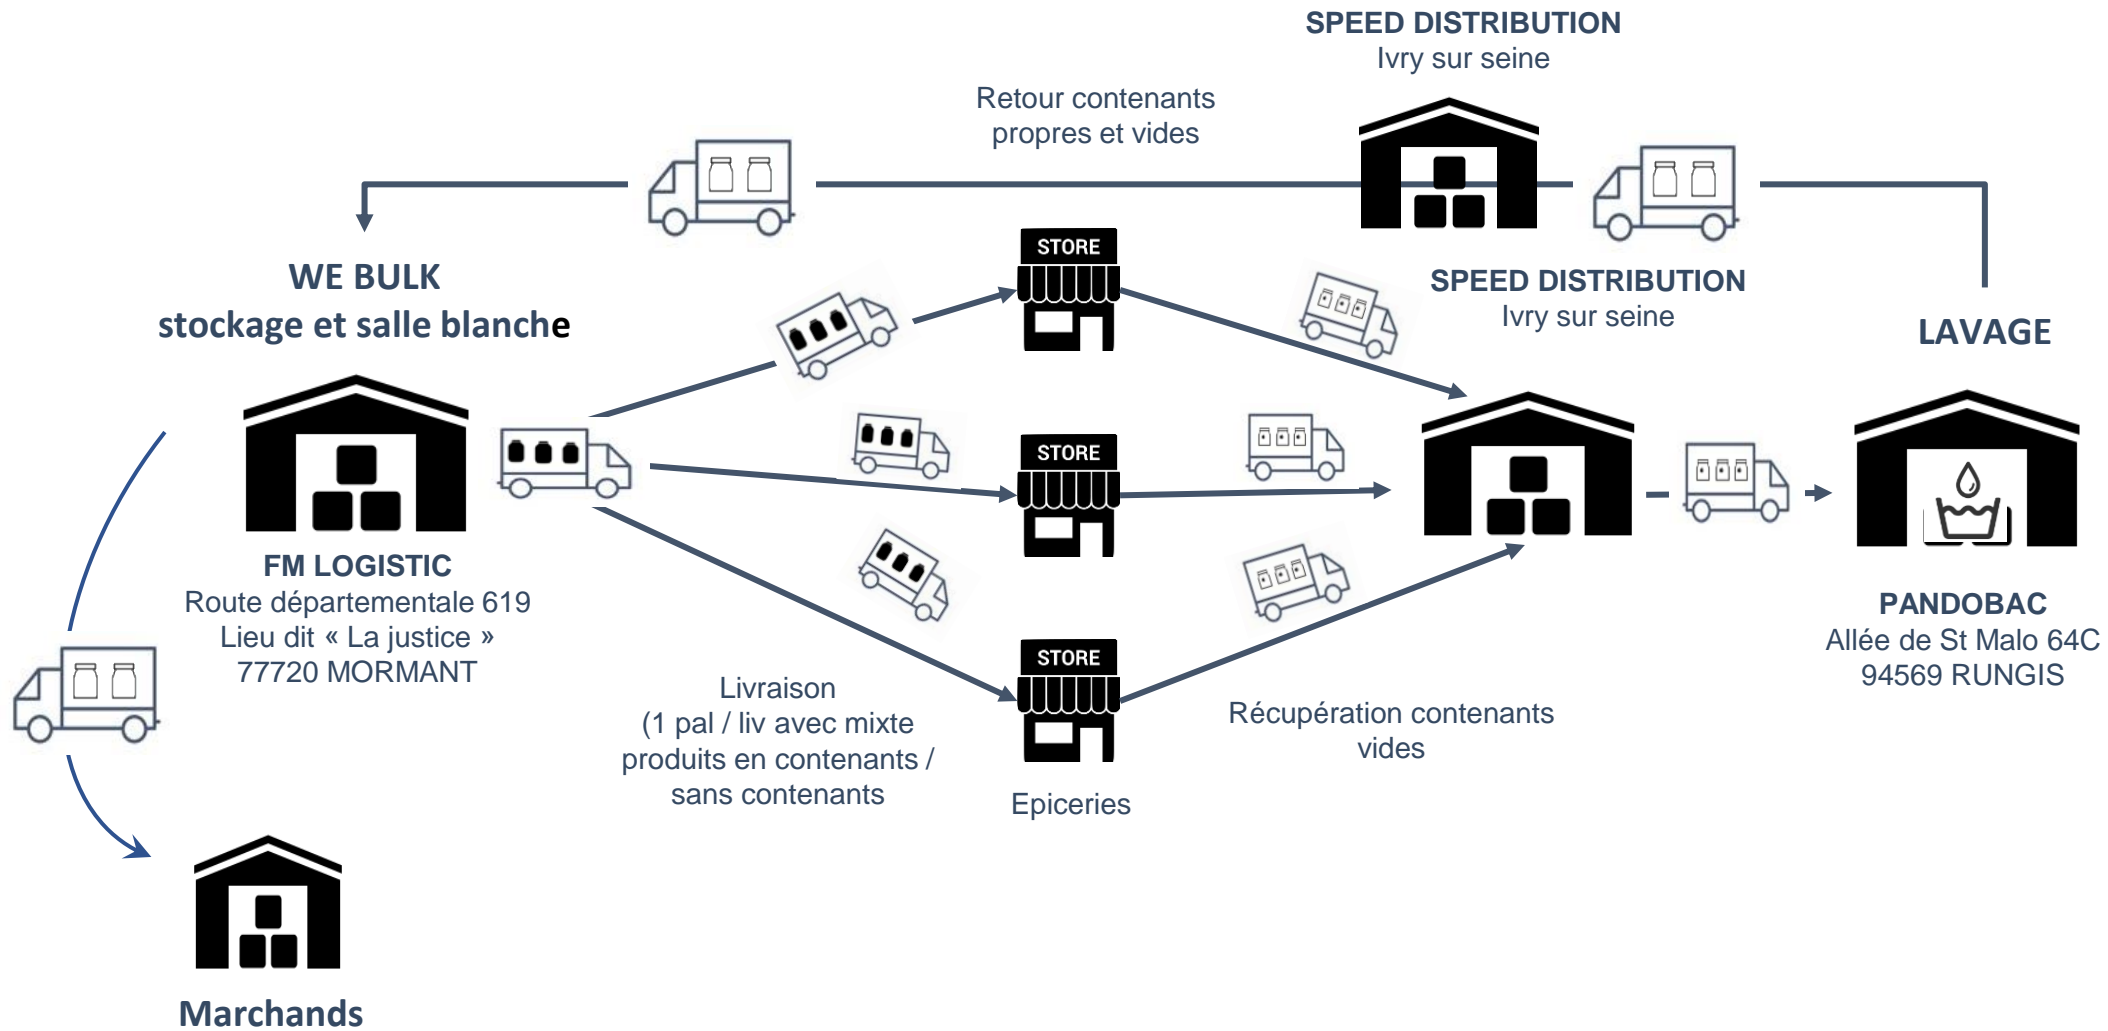 SPEED DISTRIBUTION
Ivry sur seine
Retour contenants
propres et vides
WE BULK
stockage et salle blanche
STORE
SPEED DISTRIBUTION
Ivry sur seine
LAVAGE
STORE
FM LOGISTIC
Route départementale 619
Lieu dit « La justice »
77720 MORMANT
PANDOBAC
Allée de St Malo 64C
94569 RUNGIS
STORE
Livraison
(1 pal / liv avec mixte
produits en contenants /
sans contenants
Récupération contenants
vides
Epiceries
Marchands